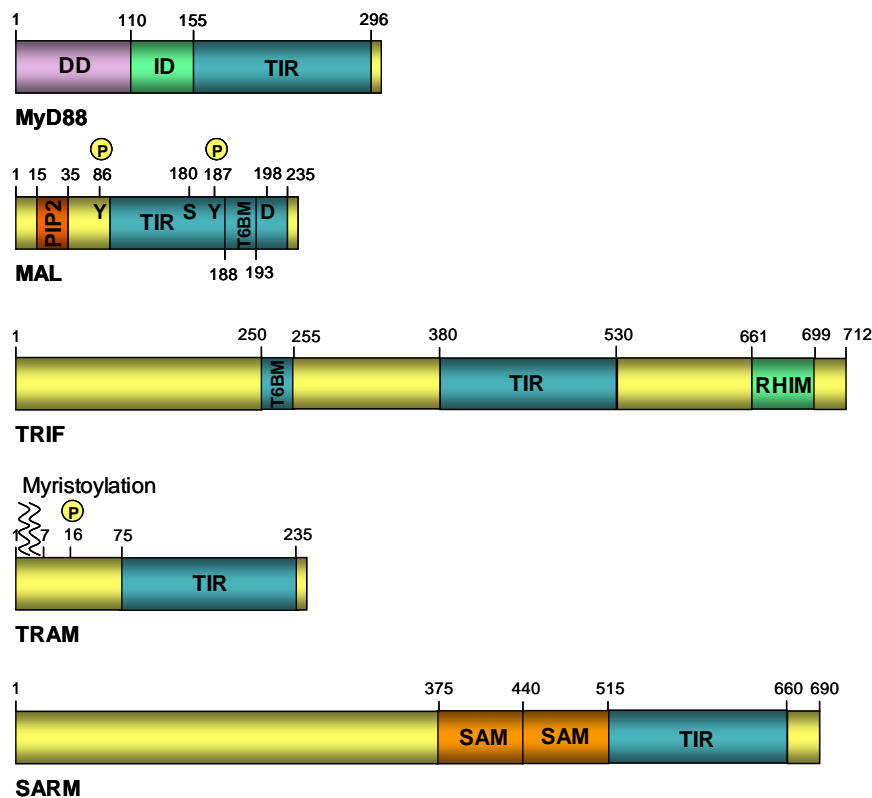 1 110 155 296
DD ID TIR
MyD88
P P
1 15 35 86 180 187 198 235
PIP2 Y TIR S Y T6BM D
188 193
MAL
1 250 255 380 530 661 699 712
T6BM TIR RHIM
TRIF
Myristoylation
P
1 7 16 75 235
TIR
TRAM
1 375 440 515 660 690
SAM SAM TIR
SARM